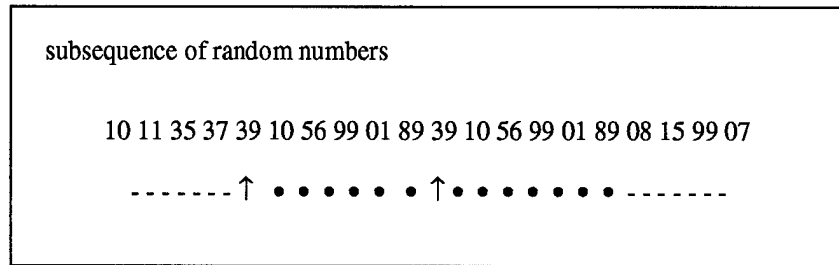 subsequence of random numbers
10 11 35 37 39 10 56 99 01 89 39 10 56 99 01 89 08 15 99 07
- - - - - - - ↑ • • • • • • ↑ • • • • • • • - - - - - - -